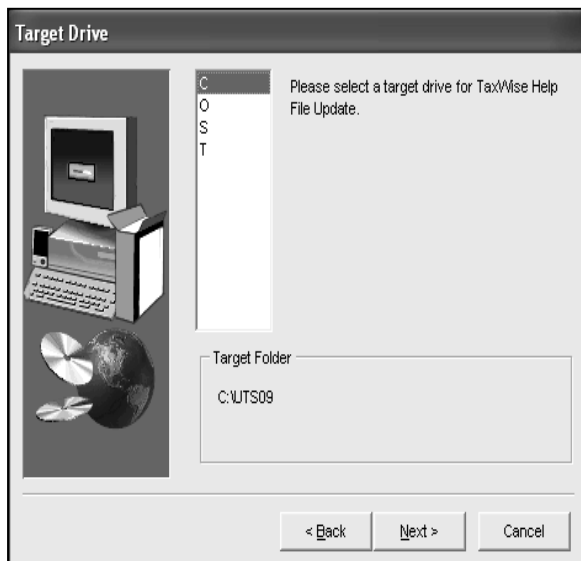 Target Drive
C
O
S
T
Please select a target drive for TaxWise Help
File Update.
Target Folder
C:\UTS09
< Back
Next >
Cancel